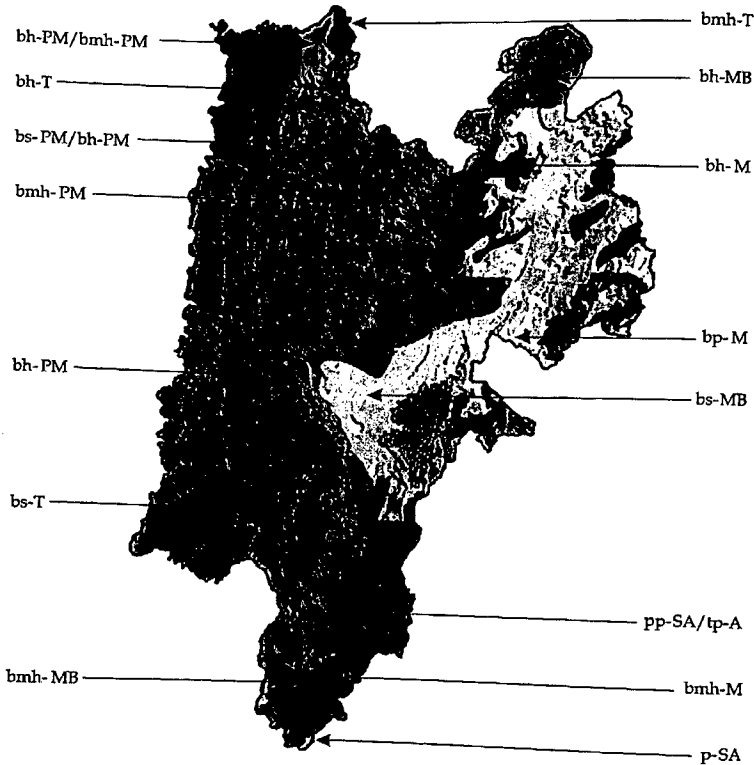 bh-PM/bmh-PM
bh-T
bs-PM/bh-PM
bmh-PM
bh-PM
bs-T
bmh-MB
bmh-T
bh-MB
bh-M
bp-M
bs-MB
pp-SA/tp-A
bmh-M
p-SA